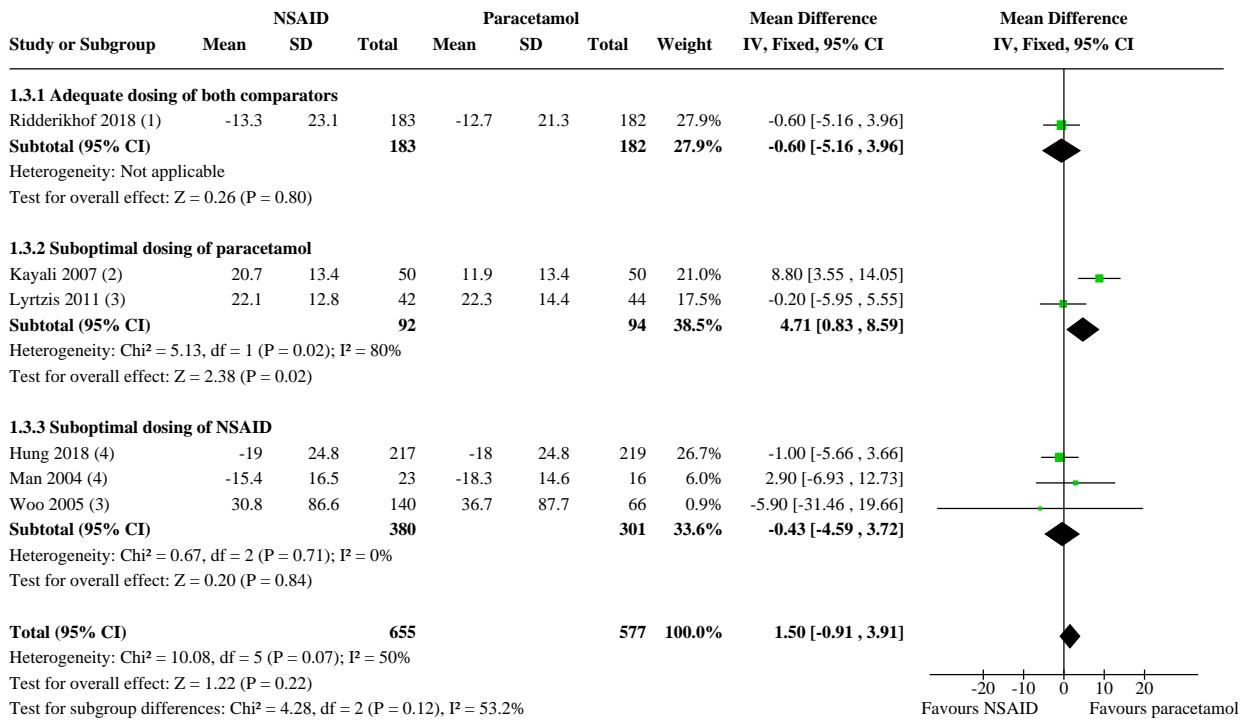 NSAID Paracetamol Mean Difference Mean Difference
Study or Subgroup Mean SD Total Mean SD Total Weight IV, Fixed, 95% CI IV, Fixed, 95% CI
1.3.1 Adequate dosing of both comparators
Ridderikhof 2018 (1) -13.3 23.1 183 -12.7 21.3 182 27.9% -0.60 [-5.16 , 3.96]
Subtotal (95% CI) 183 182 27.9% -0.60 [-5.16 , 3.96]
Heterogeneity: Not applicable
Test for overall effect: Z = 0.26 (P = 0.80)
1.3.2 Suboptimal dosing of paracetamol
Kayali 2007 (2) 20.7 13.4 50 11.9 13.4 50 21.0% 8.80 [3.55 , 14.05]
Lyrtzis 2011 (3) 22.1 12.8 42 22.3 14.4 44 17.5% -0.20 [-5.95 , 5.55]
Subtotal (95% CI) 92 94 38.5% 4.71 [0.83 , 8.59]
Heterogeneity: Chi² = 5.13, df = 1 (P = 0.02); I² = 80%
Test for overall effect: Z = 2.38 (P = 0.02)
1.3.3 Suboptimal dosing of NSAID
Hung 2018 (4) -19 24.8 217 -18 24.8 219 26.7% -1.00 [-5.66 , 3.66]
Man 2004 (4) -15.4 16.5 23 -18.3 14.6 16 6.0% 2.90 [-6.93 , 12.73]
Woo 2005 (3) 30.8 86.6 140 36.7 87.7 66 0.9% -5.90 [-31.46 , 19.66]
Subtotal (95% CI) 380 301 33.6% -0.43 [-4.59 , 3.72]
Heterogeneity: Chi² = 0.67, df = 2 (P = 0.71); I² = 0%
Test for overall effect: Z = 0.20 (P = 0.84)
Total (95% CI) 655 577 100.0% 1.50 [-0.91 , 3.91]
Heterogeneity: Chi² = 10.08, df = 5 (P = 0.07); I² = 50%
Test for overall effect: Z = 1.22 (P = 0.22)
-20 -10 0 10 20
Test for subgroup differences: Chi² = 4.28, df = 2 (P = 0.12), I² = 53.2% Favours NSAID Favours paracetamol